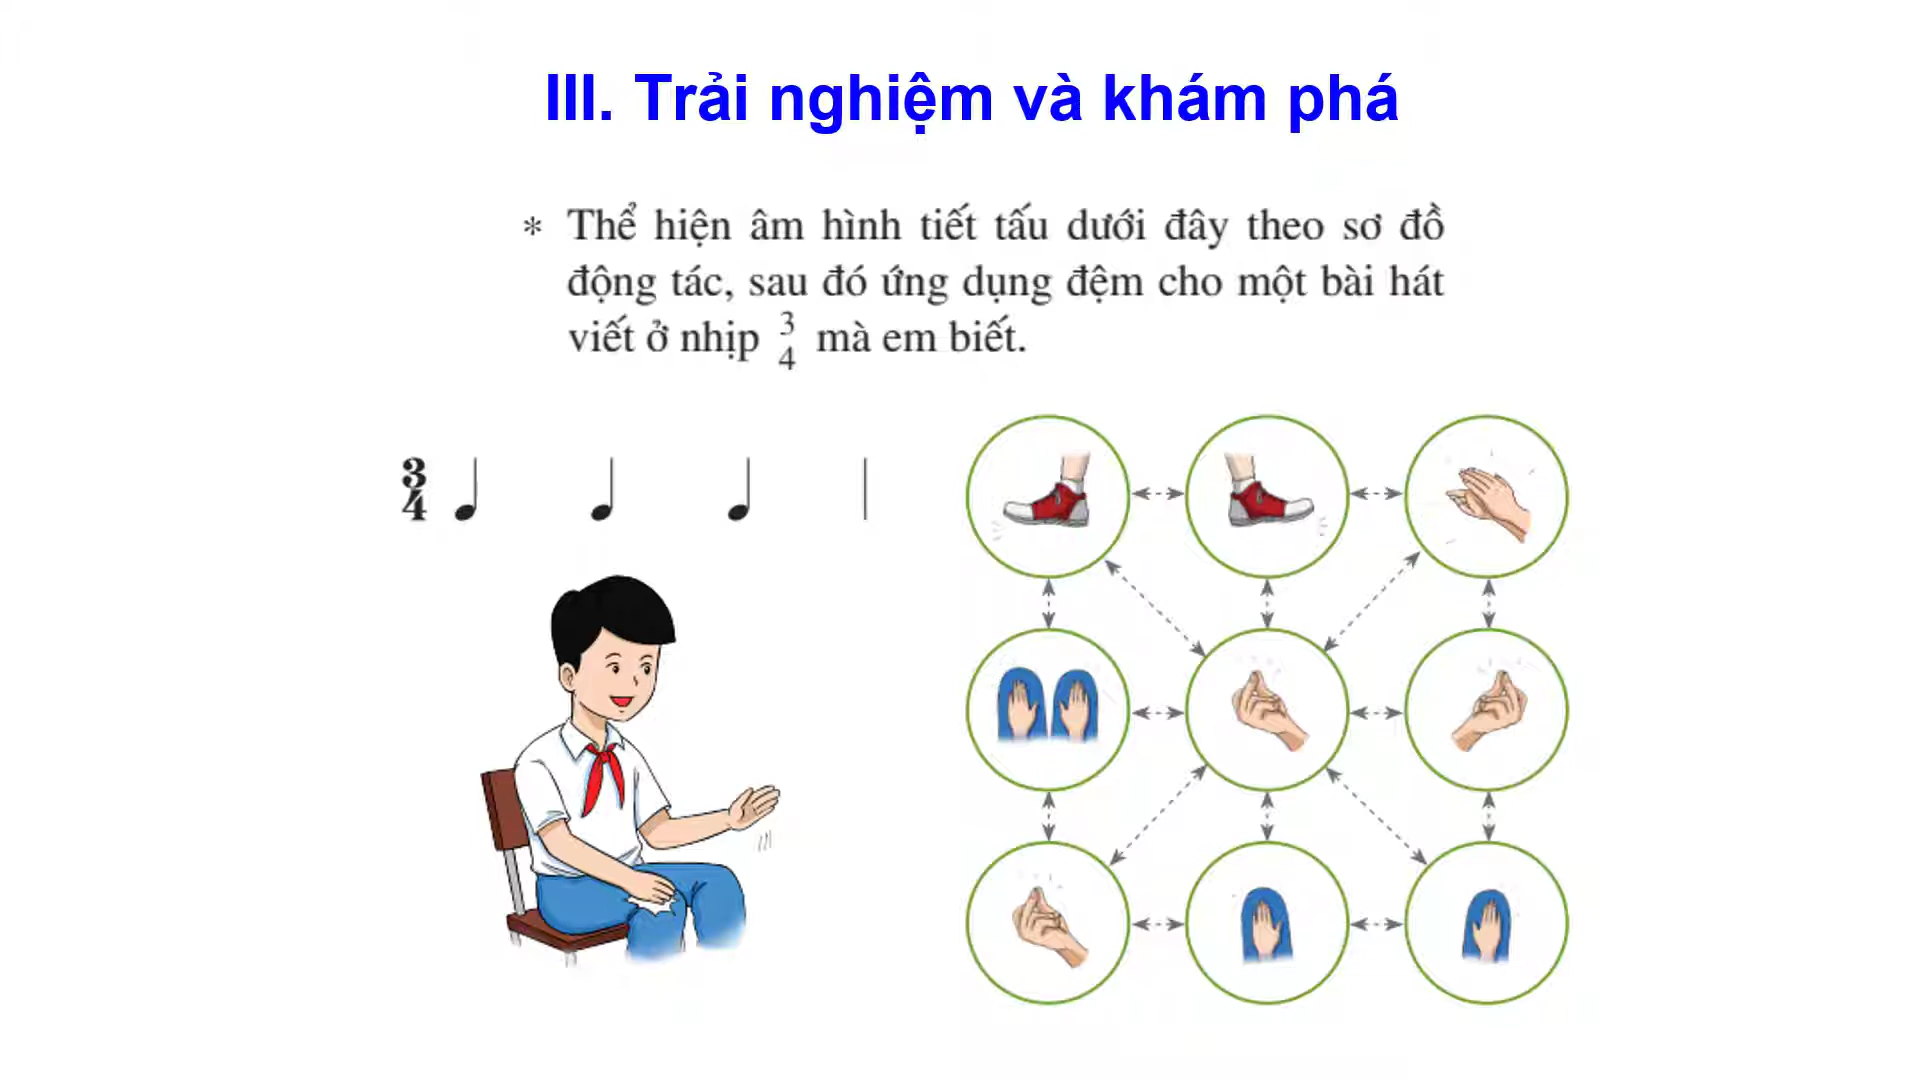 III. Trải nghiệm và khám phá
* Thể hiện âm hình tiết tấu dưới đây theo sơ đồ
động tác, sau đó ứng dụng đệm cho một bài hát
viết ở nhịp 3/4 mà em biết.
3
4